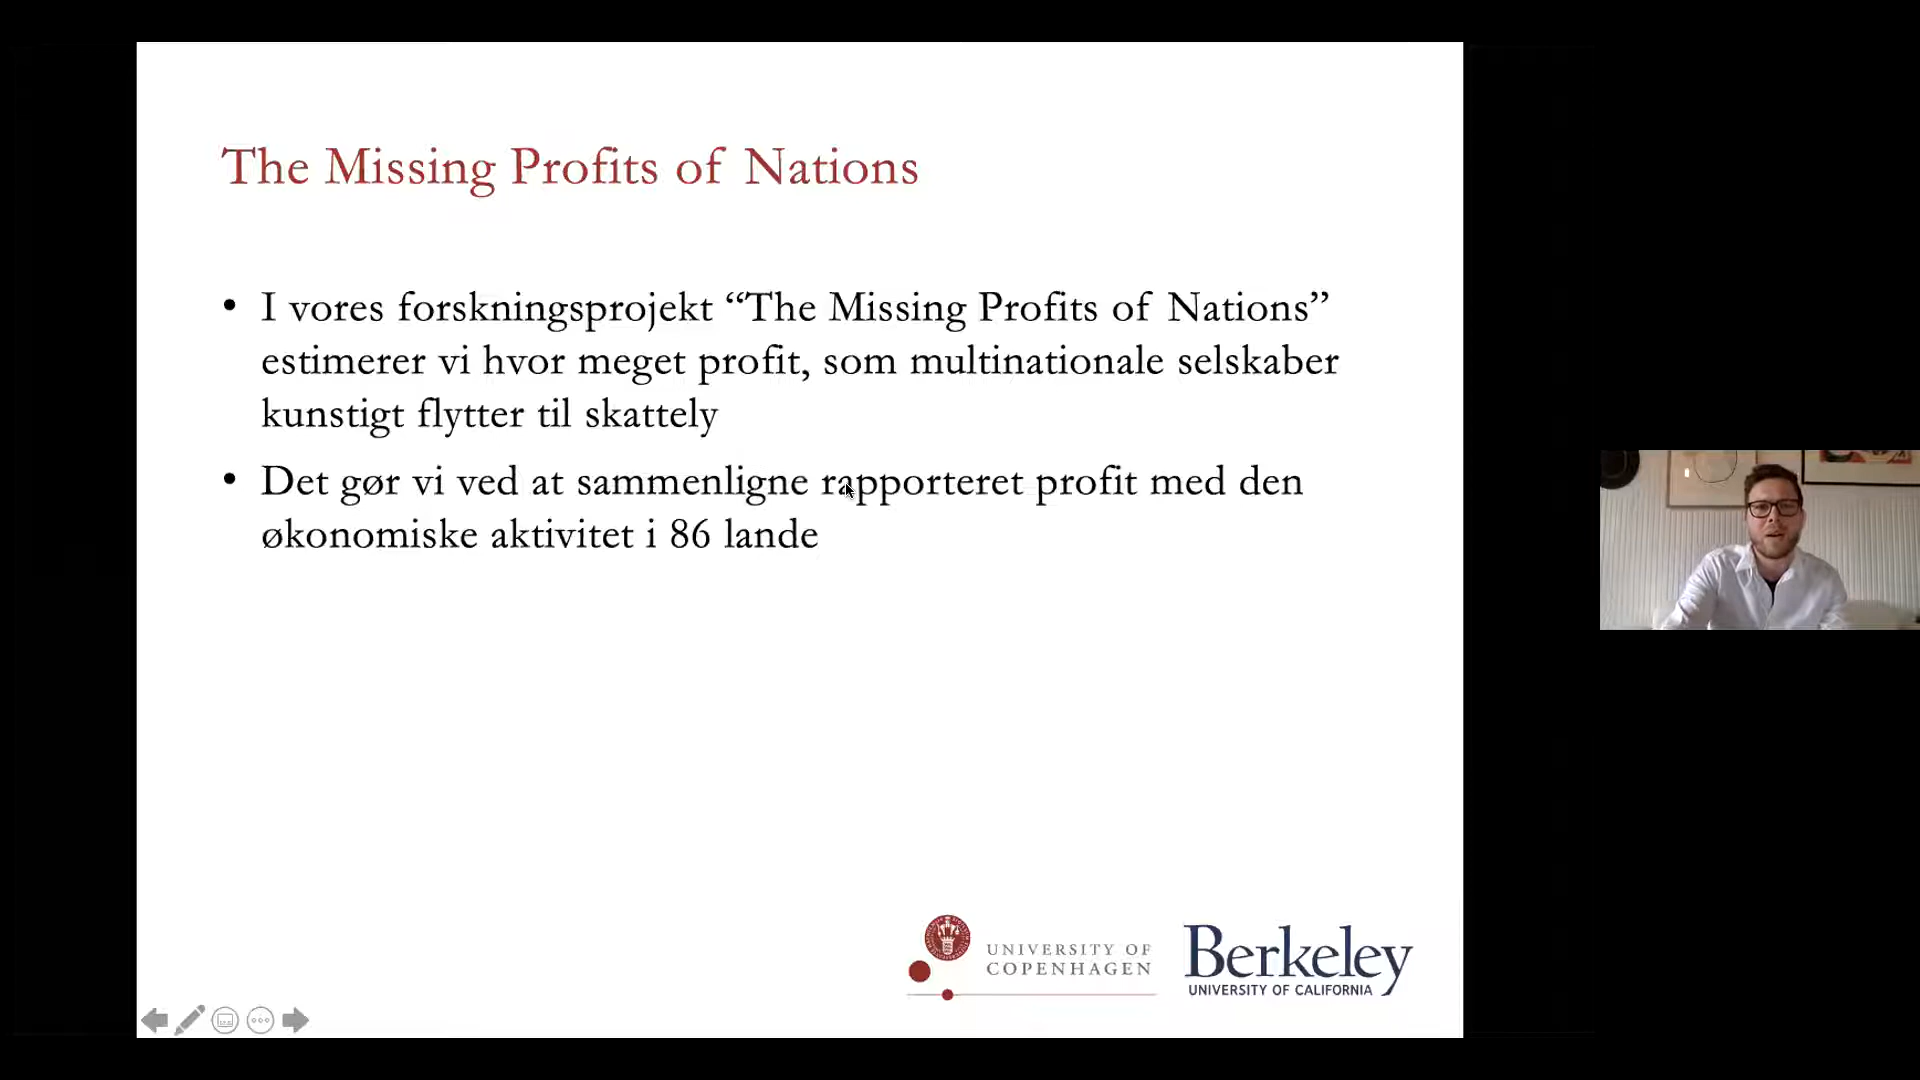 The Missing Profits of Nations
• I vores forskningsprojekt “The Missing Profits of Nations”
estimerer vi hvor meget profit, som multinationale selskaber
kunstigt flytter til skattely
• Det gør vi ved at sammenligne rapporteret profit med den
økonomiske aktivitet i 86 lande
UNIVERSITY OF
COPENHAGEN
Berkeley
UNIVERSITY OF CALIFORNIA